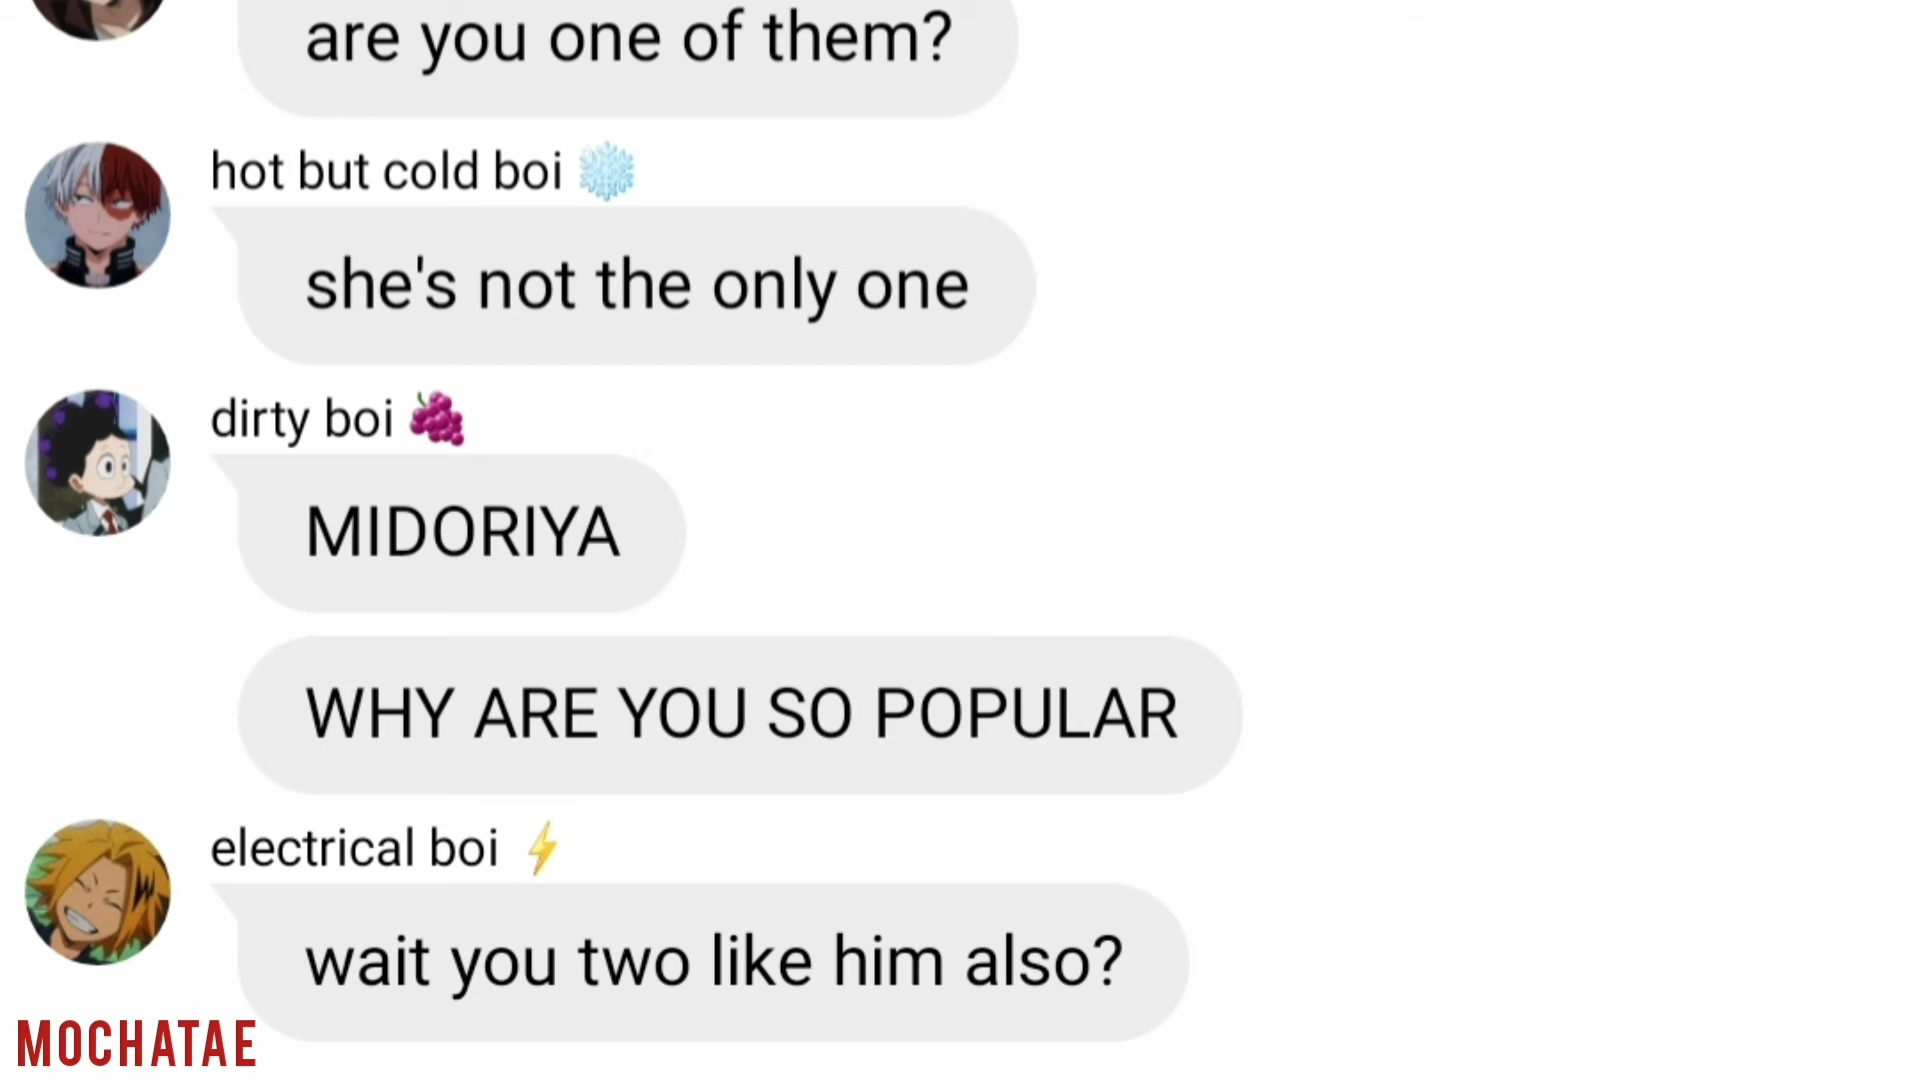 are you one of them?
hot but cold boi ❄️
she's not the only one
dirty boi 🍇
MIDORIYA
WHY ARE YOU SO POPULAR
electrical boi ⚡
wait you two like him also?
MOCHATAE